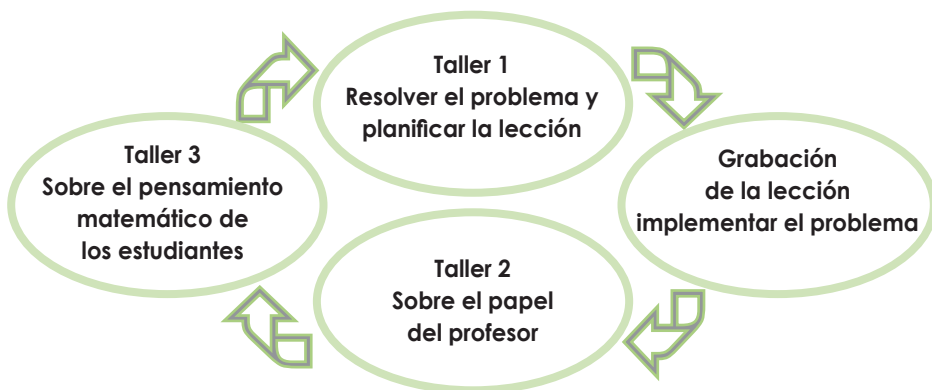 Taller 1
Resolver el problema y
planificar la lección
Grabación
de la lección
implementar el problema
Taller 2
Sobre el papel
del profesor
Taller 3
Sobre el pensamiento
matemático de
los estudiantes